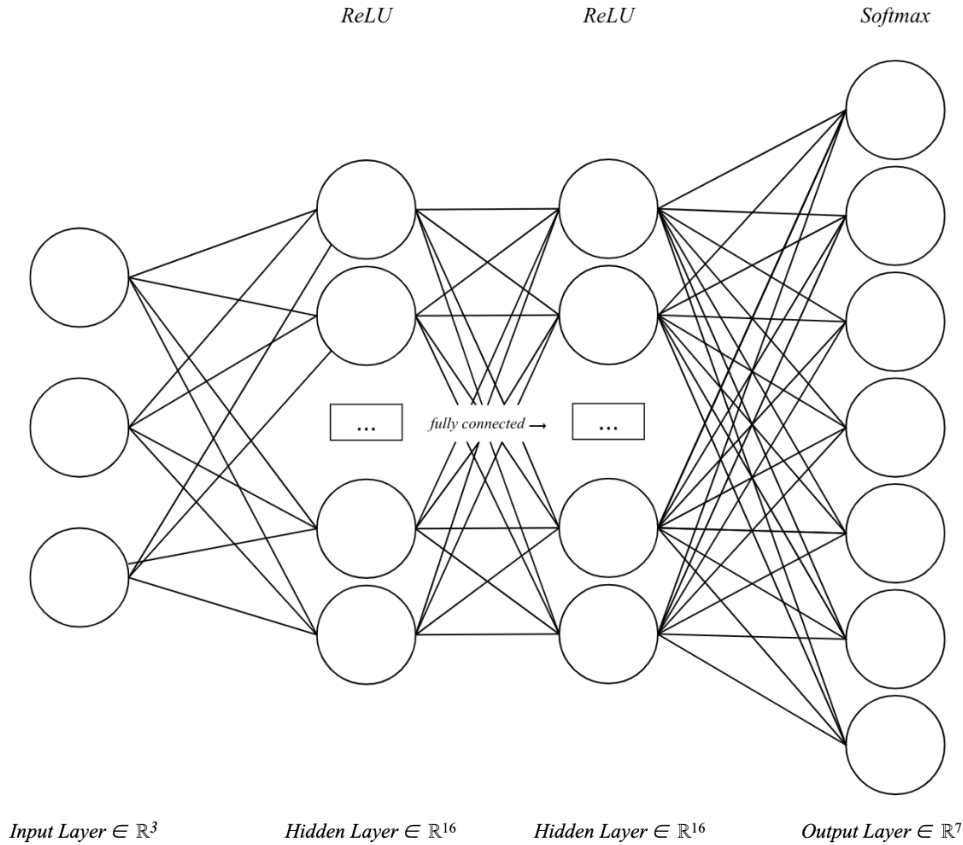 ReLU
ReLU
Softmax
...
fully connected →
...
Input Layer ∈ ℝ³
Hidden Layer ∈ ℝ¹⁶
Hidden Layer ∈ ℝ¹⁶
Output Layer ∈ ℝ⁷